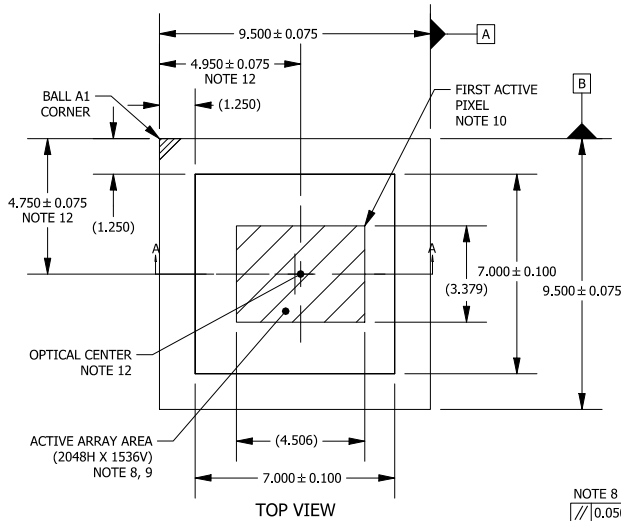 9.500 ± 0.075
A
4.950 ± 0.075
NOTE 12
BALL A1
CORNER
(1.250)
FIRST ACTIVE
PIXEL
NOTE 10
B
4.750 ± 0.075
NOTE 12
(1.250)
A
A
(3.379)
7.000 ± 0.100
9.500 ± 0.075
OPTICAL CENTER
NOTE 12
ACTIVE ARRAY AREA
(2048H X 1536V)
NOTE 8, 9
(4.506)
7.000 ± 0.100
TOP VIEW
NOTE 8
// 0.050